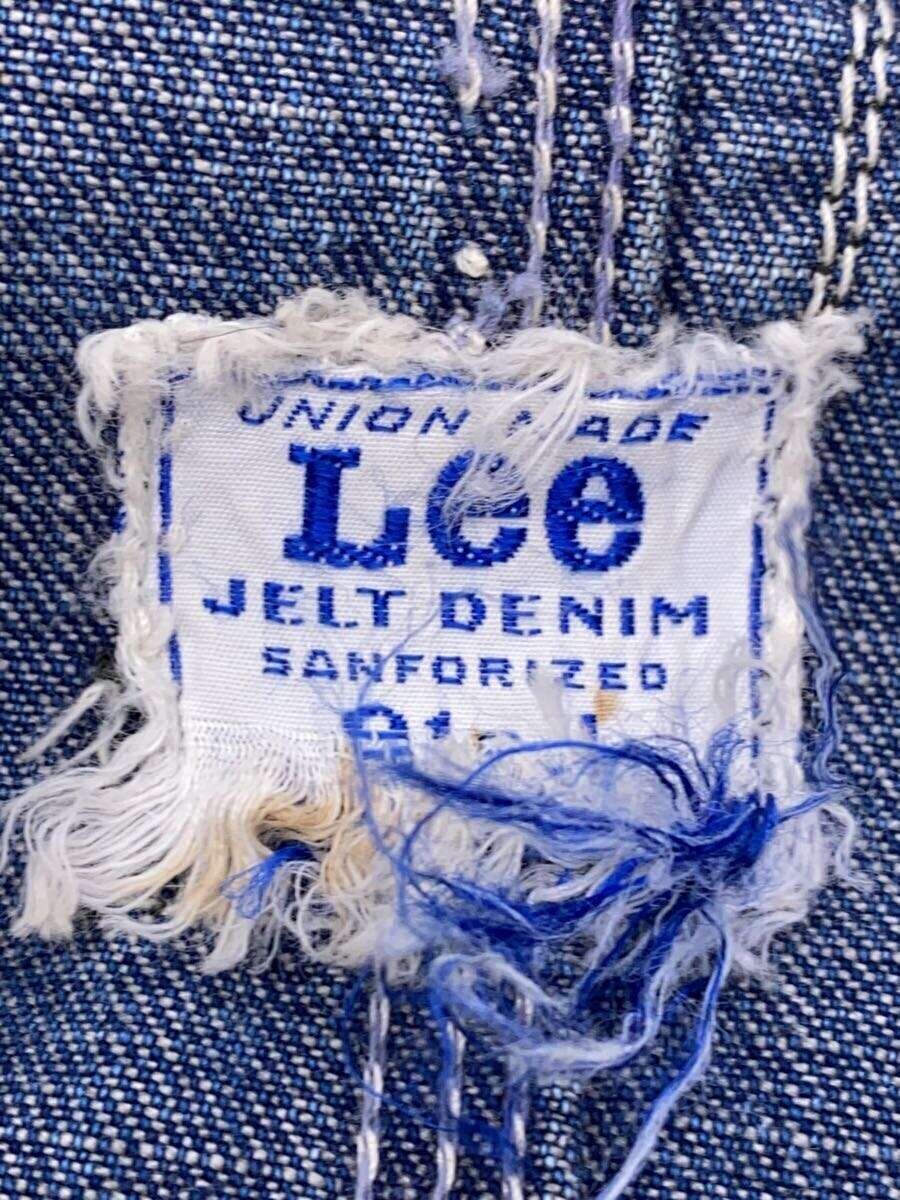 UNION MADE
Lee
JELT DENIM
SANFORIZED